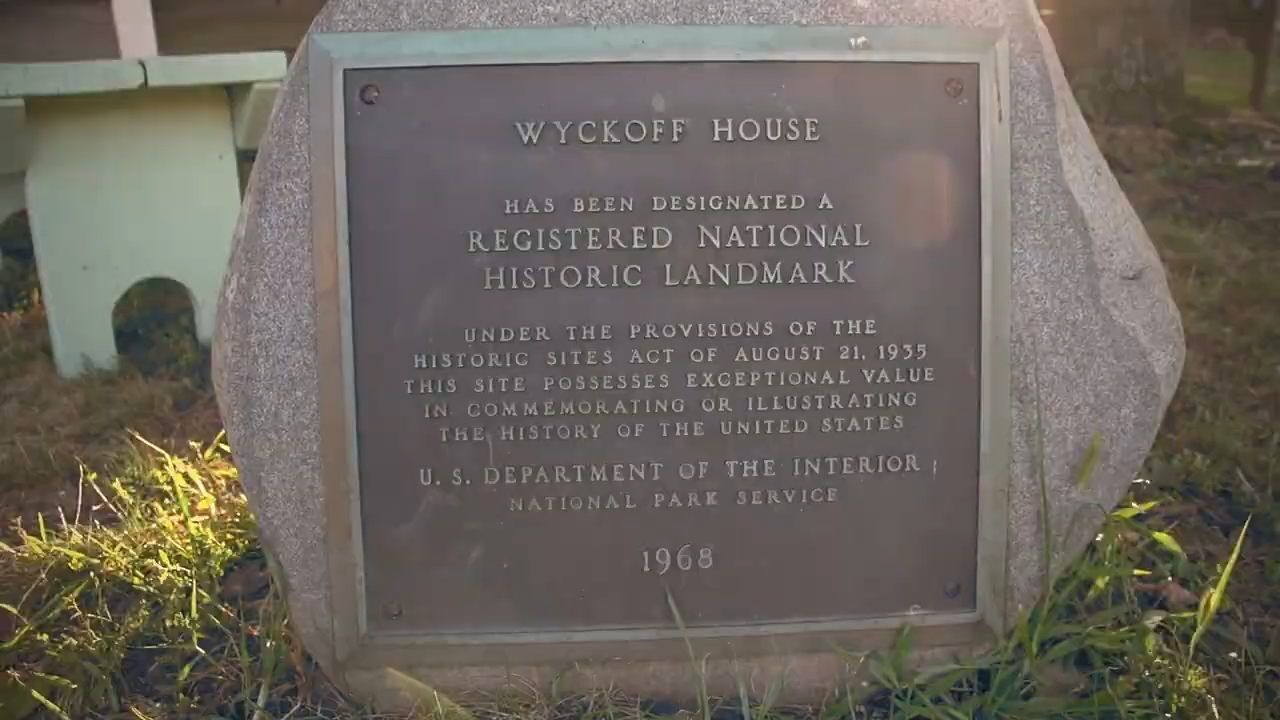 WYCKOFF HOUSE
HAS BEEN DESIGNATED A
REGISTERED NATIONAL
HISTORIC LANDMARK
UNDER THE PROVISIONS OF THE
HISTORIC SITES ACT OF AUGUST 21, 1935
THIS SITE POSSESSES EXCEPTIONAL VALUE
IN COMMEMORATING OR ILLUSTRATING
THE HISTORY OF THE UNITED STATES
U. S. DEPARTMENT OF THE INTERIOR
NATIONAL PARK SERVICE
1968